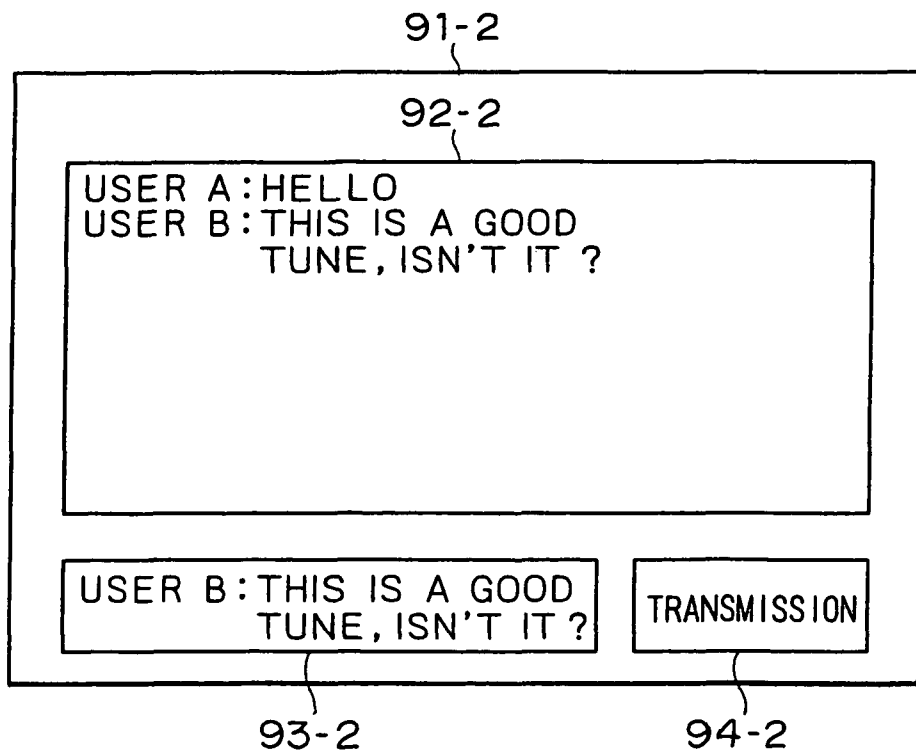 91-2
92-2
USER A:HELLO
USER B:THIS IS A GOOD
TUNE, ISN'T IT ?
USER B:THIS IS A GOOD
TUNE, ISN'T IT ?
TRANSMISSION
93-2
94-2